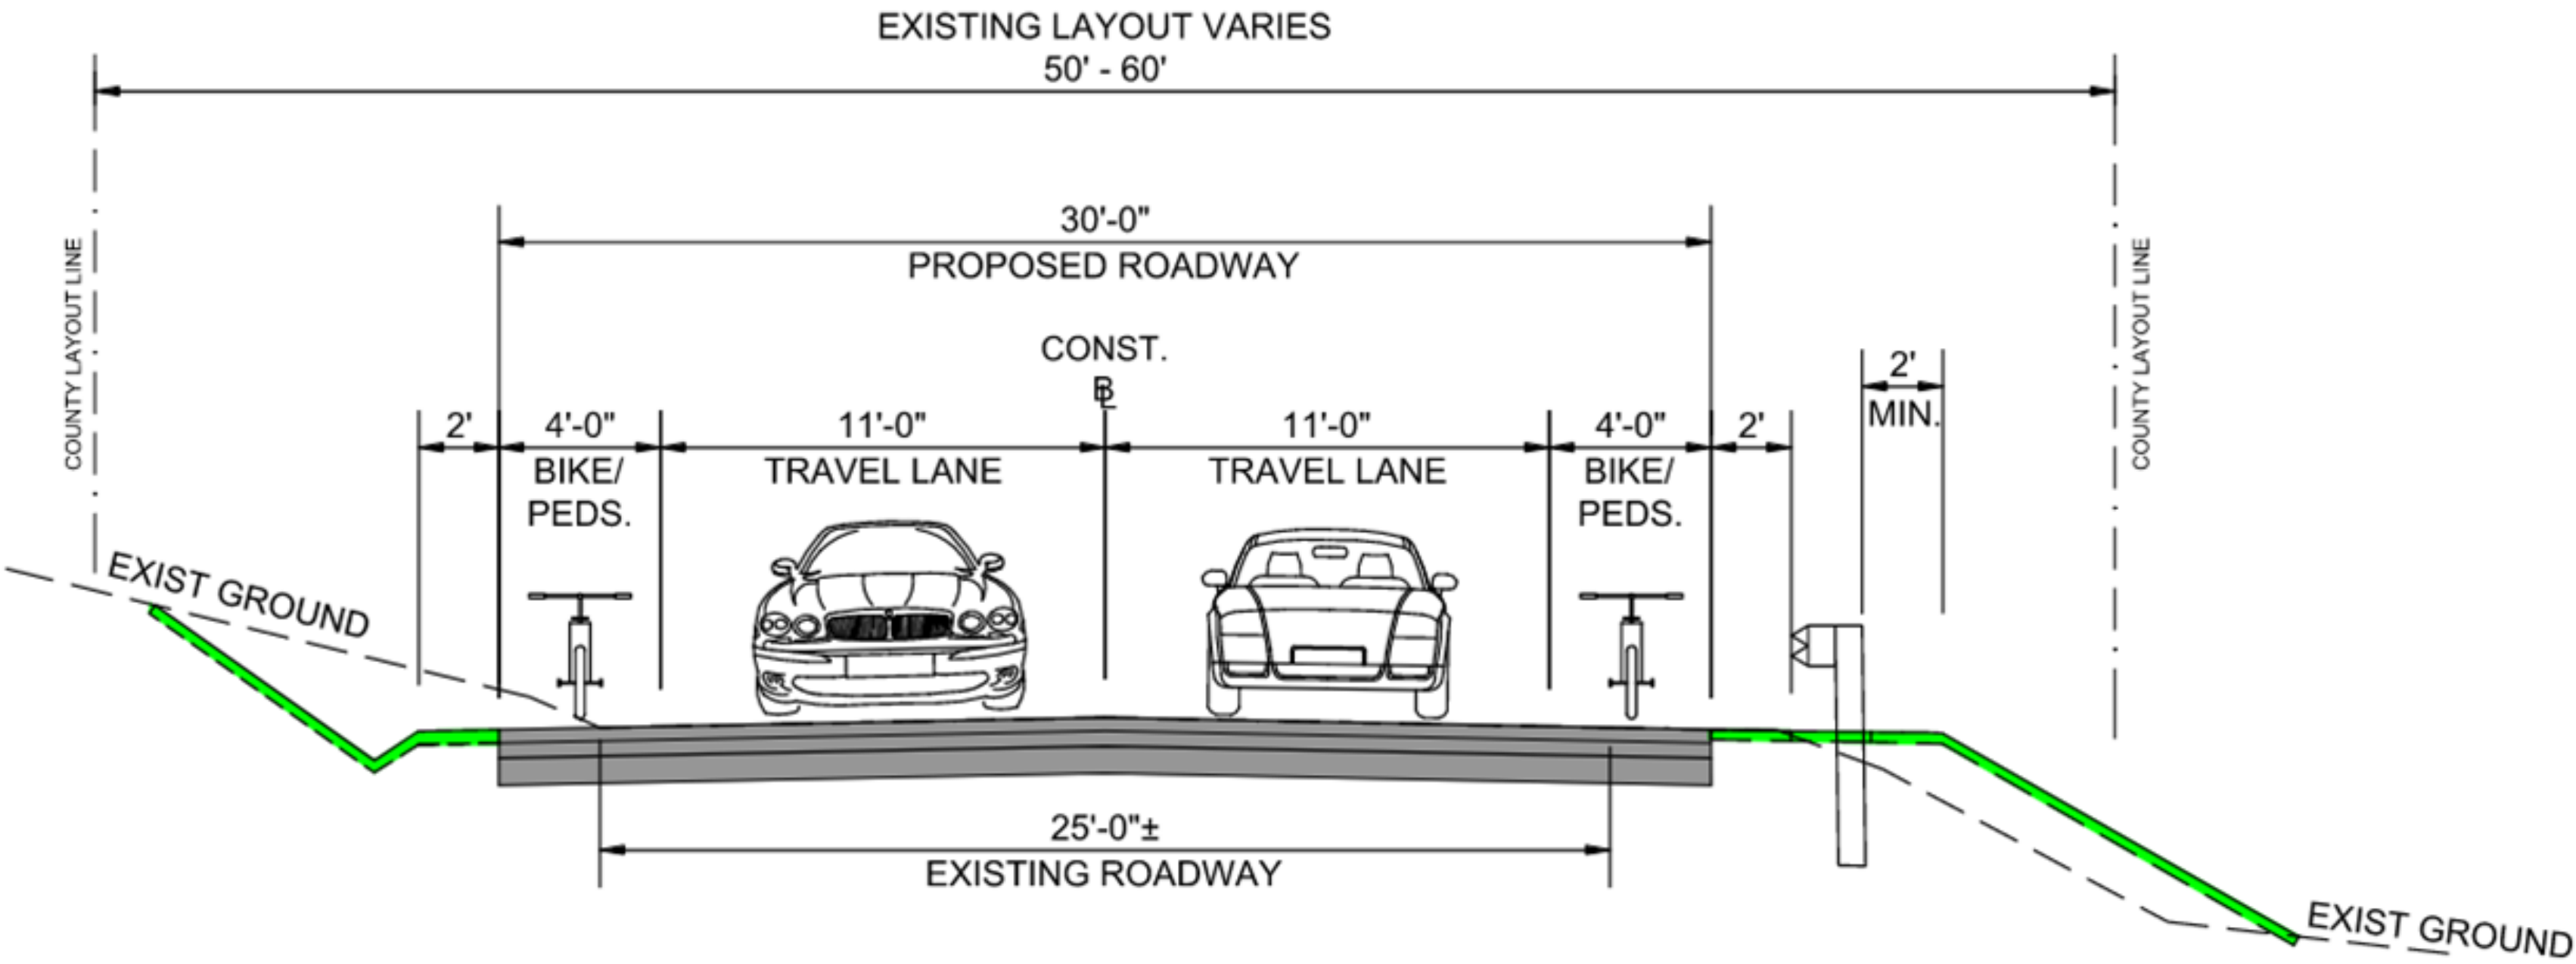 EXISTING LAYOUT VARIES
50' - 60'
30'-0"
PROPOSED ROADWAY
COUNTY LAYOUT LINE
COUNTY LAYOUT LINE
CONST.
BL
2'
MIN.
2'
4'-0"
11'-0"
11'-0"
4'-0"
2'
BIKE/
PEDS.
TRAVEL LANE
TRAVEL LANE
BIKE/
PEDS.
EXIST GROUND
25'-0"±
EXISTING ROADWAY
EXIST GROUND